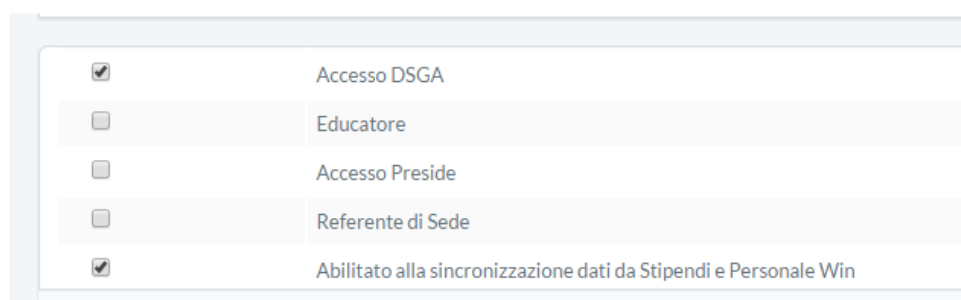 Accesso DSGA
Educatore
Accesso Preside
Referente di Sede
Abilitato alla sincronizzazione dati da Stipendi e Personale Win